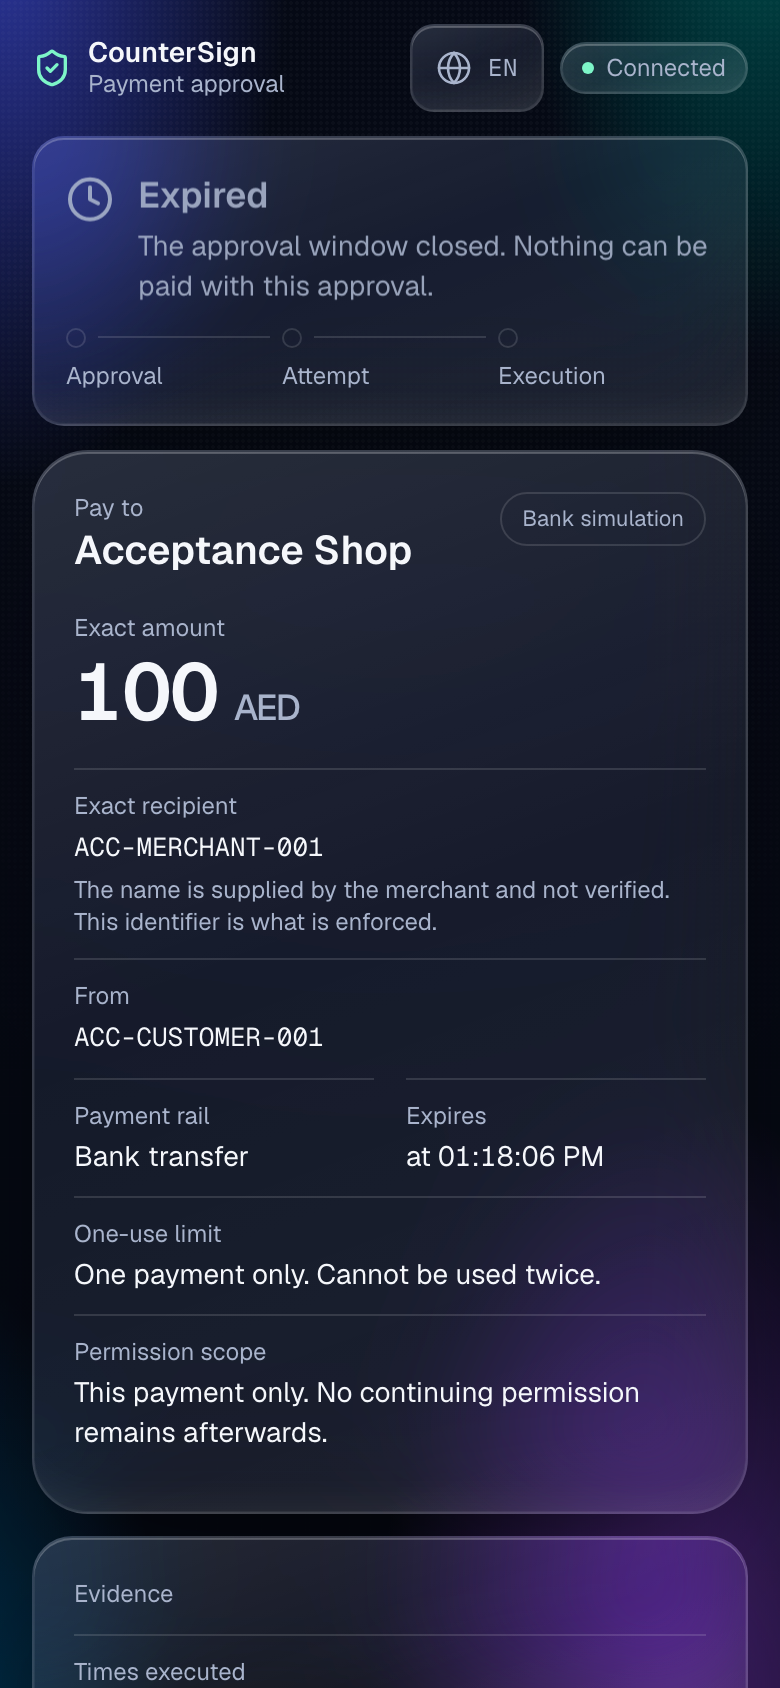 CounterSign
Payment approval
EN
Connected
Expired
The approval window closed. Nothing can be
paid with this approval.
Approval
Attempt
Execution
Pay to
Acceptance Shop
Bank simulation
Exact amount
100 AED
Exact recipient
ACC-MERCHANT-001
The name is supplied by the merchant and not verified.
This identifier is what is enforced.
From
ACC-CUSTOMER-001
Payment rail
Bank transfer
Expires
at 01:18:06 PM
One-use limit
One payment only. Cannot be used twice.
Permission scope
This payment only. No continuing permission
remains afterwards.
Evidence
Times executed